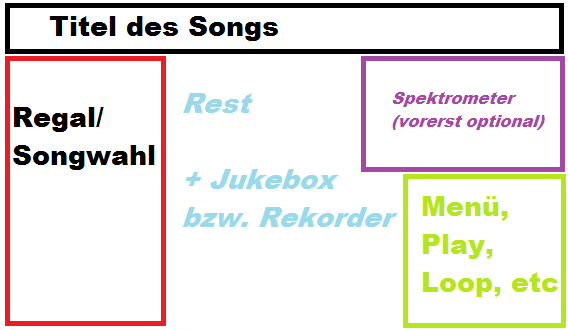 Titel des Songs
Regal/
Songwahl
Rest
+ Jukebox
bzw. Rekorder
Spektrometer
(vorerst optional)
Menü,
Play,
Loop, etc